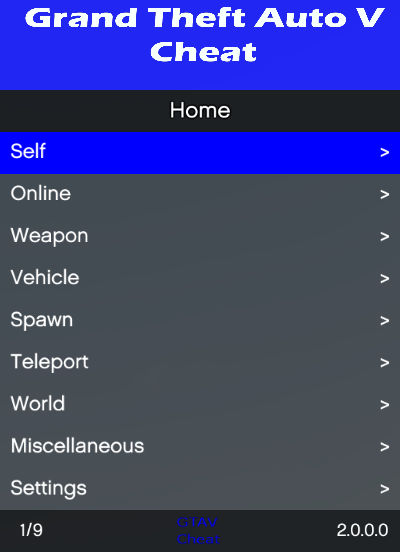 Grand Theft Auto V
Cheat
Home
Self >
Online >
Weapon >
Vehicle >
Spawn >
Teleport >
World >
Miscellaneous >
Settings >
1/9 GTAV Cheat 2.0.0.0